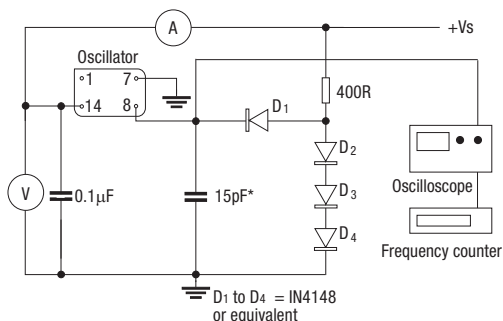 A
+Vs
Oscillator
1 7
14 8
400R
D1
D2
V
0.1µF
15pF*
D3
D4
Oscilloscope
Frequency counter
D1 to D4 = IN4148
or equivalent